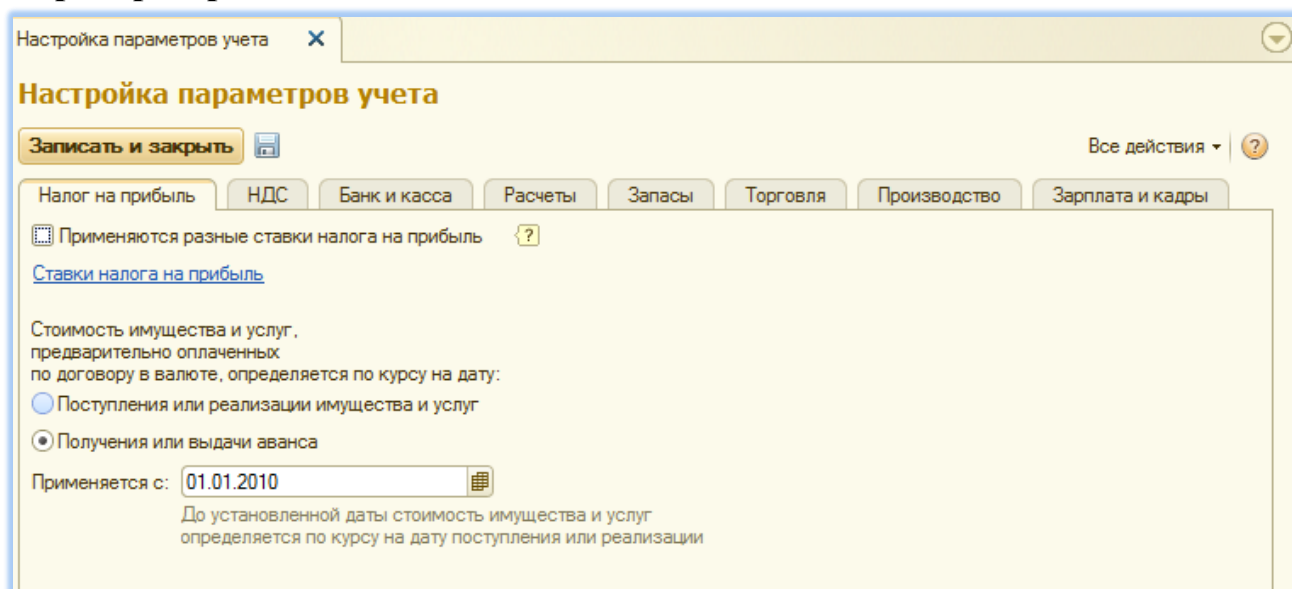 Настройка параметров учета
Настройка параметров учета
Записать и закрыть
Все действия
?
Налог на прибыль НДС Банк и касса Расчеты Запасы Торговля Производство Зарплата и кадры
Применяются разные ставки налога на прибыль ?
Ставки налога на прибыль
Стоимость имущества и услуг,
предварительно оплаченных
по договору в валюте, определяется по курсу на дату:
Поступления или реализации имущества и услуг
Получения или выдачи аванса
Применяется с: 01.01.2010
До установленной даты стоимость имущества и услуг
определяется по курсу на дату поступления или реализации